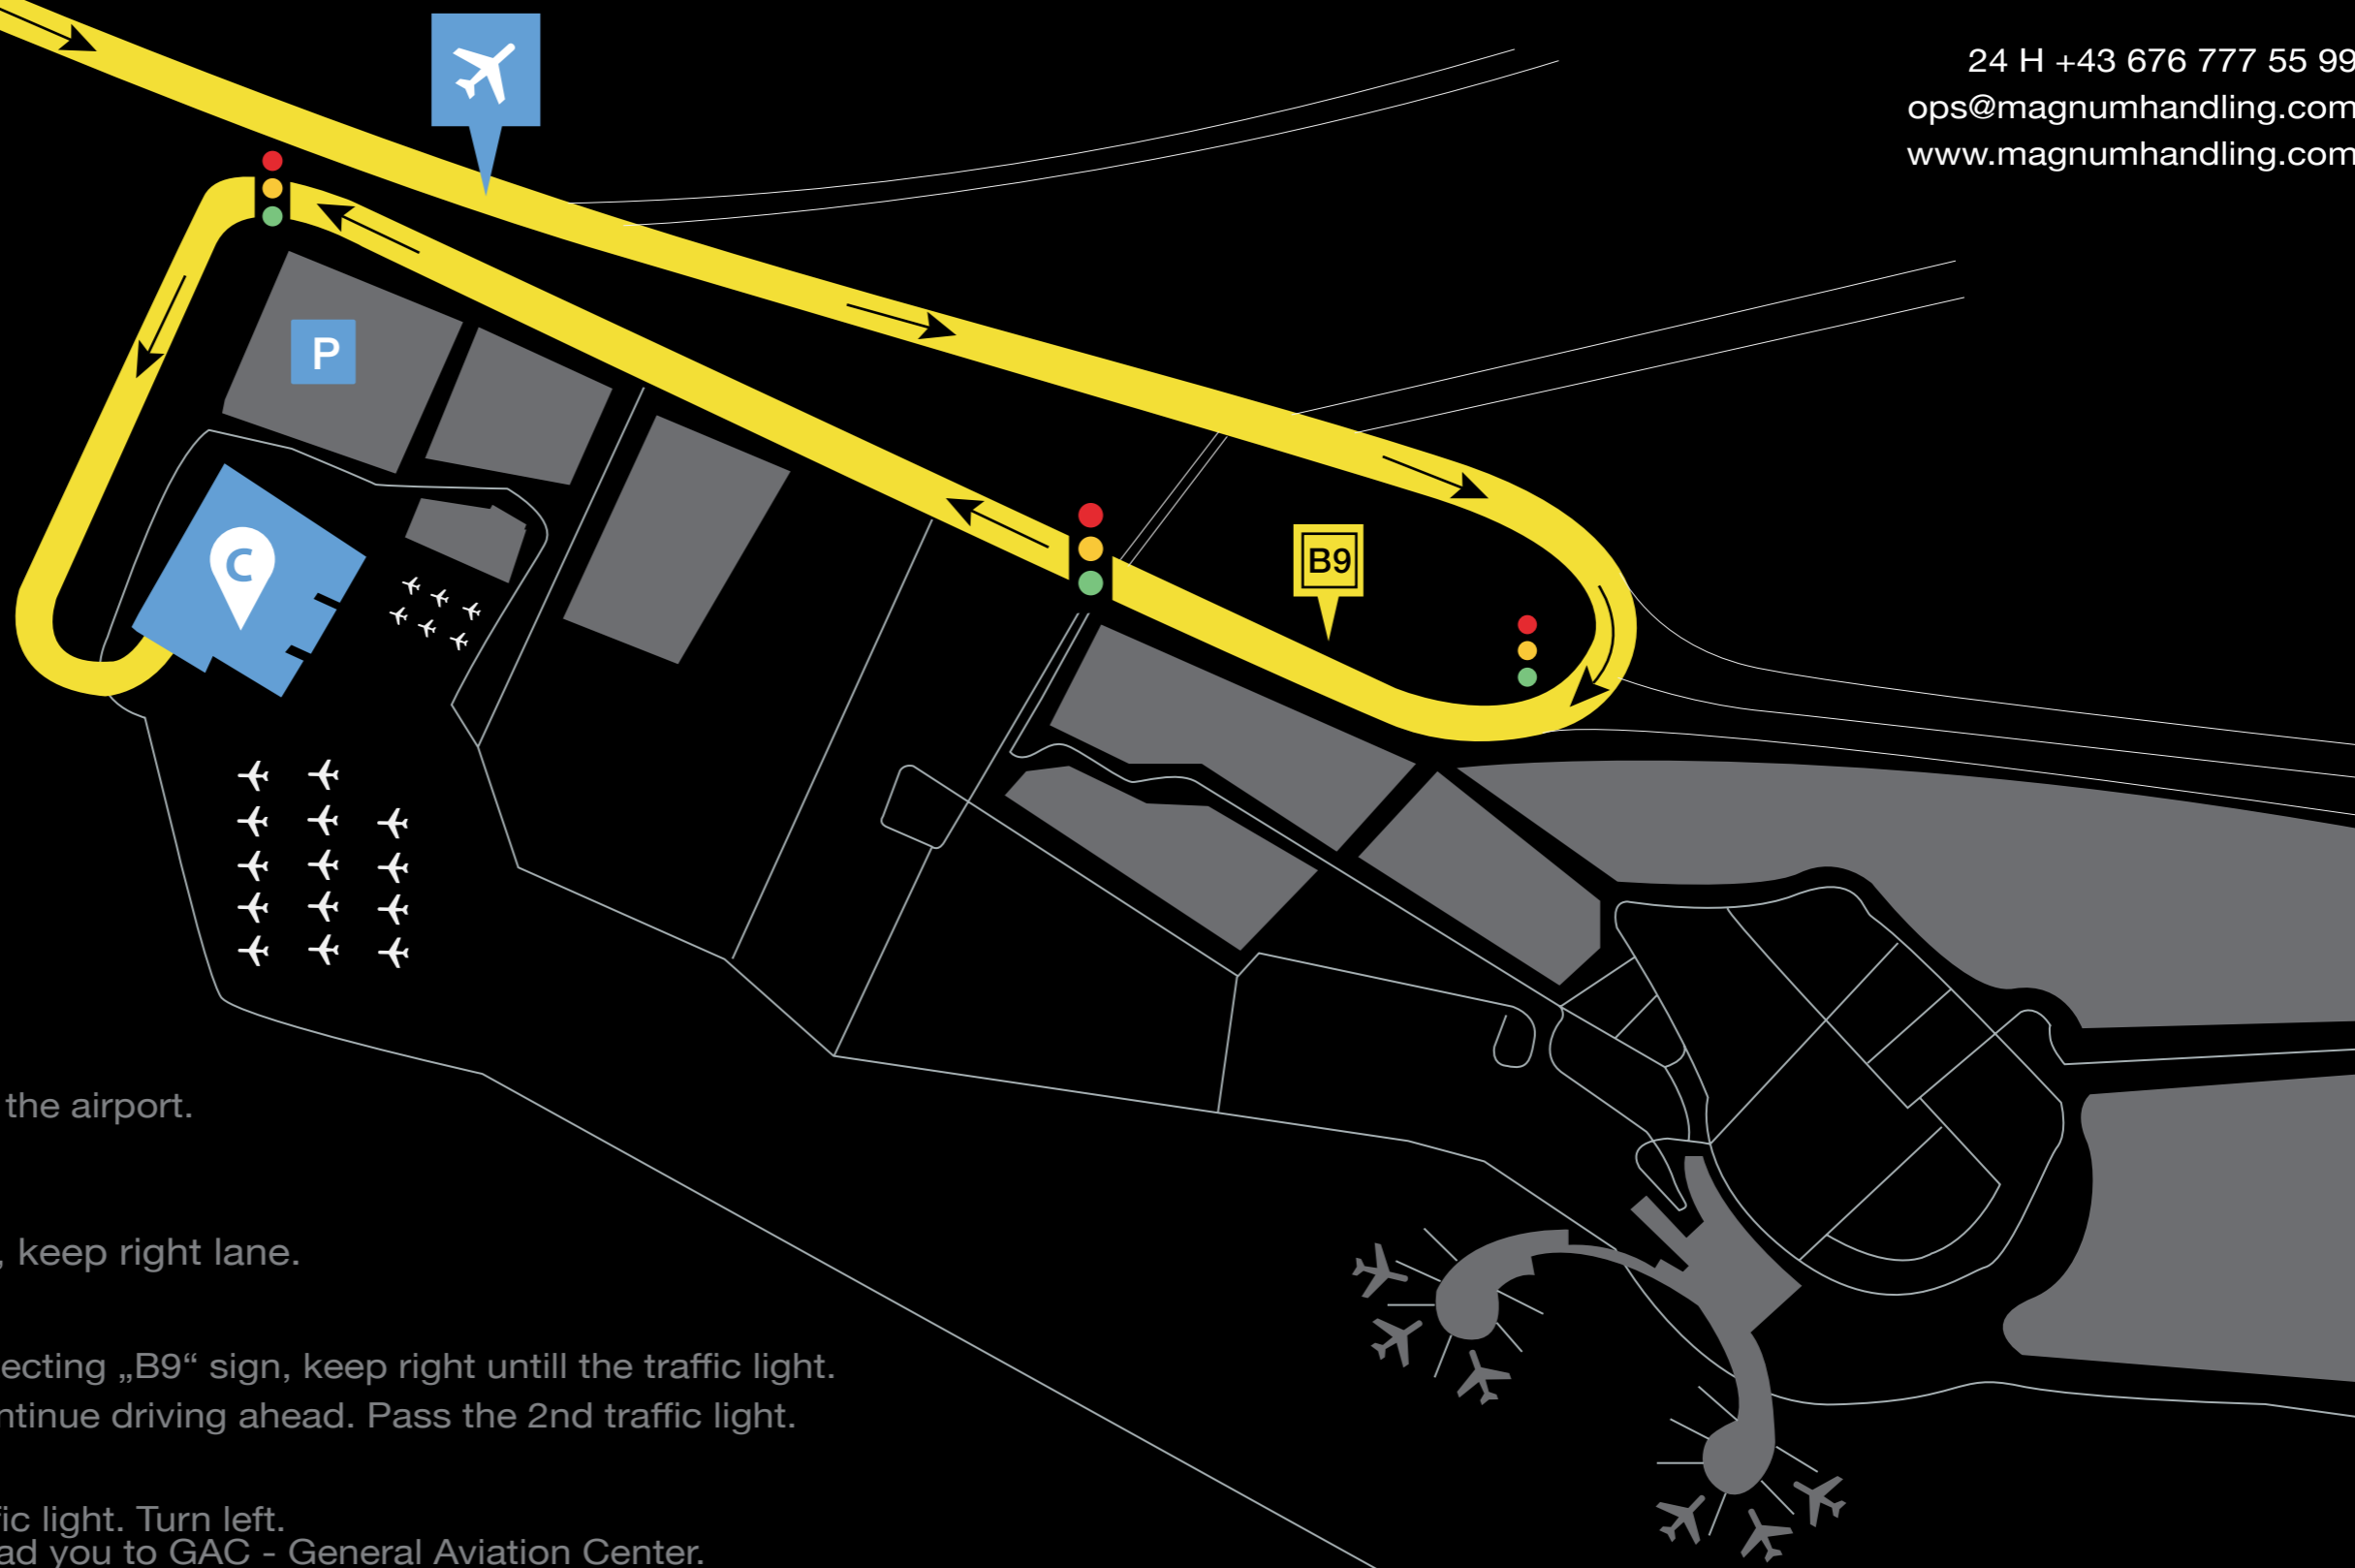 24 H +43 676 777 55 99
ops@magnumhandling.com
www.magnumhandling.com
P
C
B9
the airport.
, keep right lane.
ecting „B9“ sign, keep right untill the traffic light.
ntinue driving ahead. Pass the 2nd traffic light.
fic light. Turn left.
ad you to GAC - General Aviation Center.